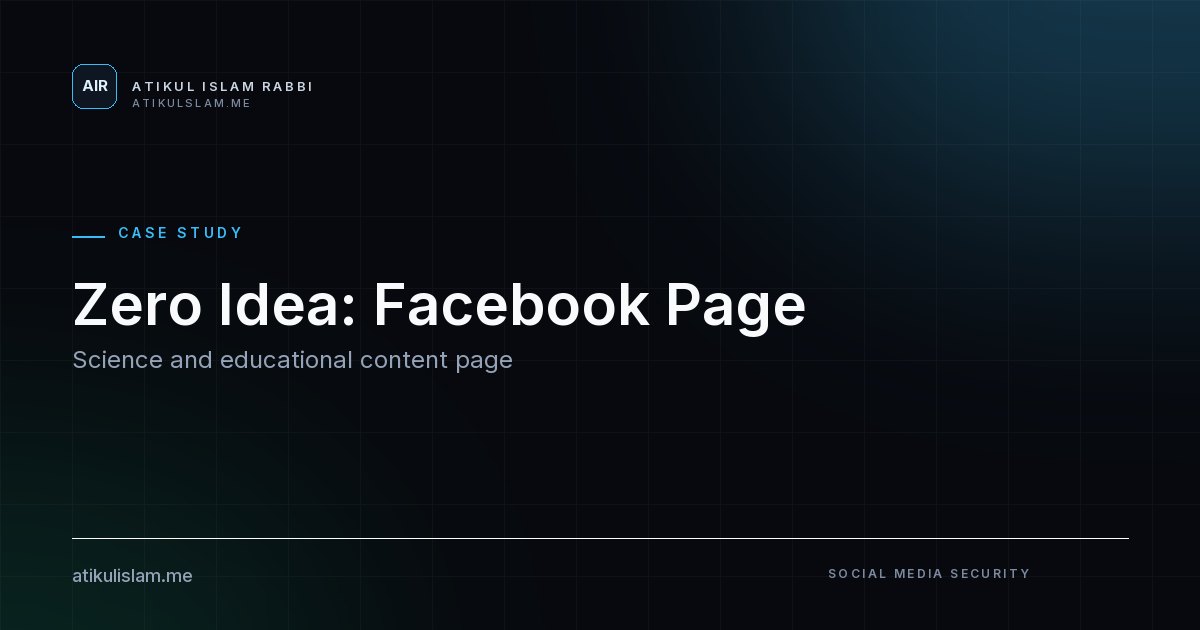 AIR
ATIKUL ISLAM RABBI
ATIKULSLAM.ME
CASE STUDY
Zero Idea: Facebook Page
Science and educational content page
atikulislam.me
SOCIAL MEDIA SECURITY